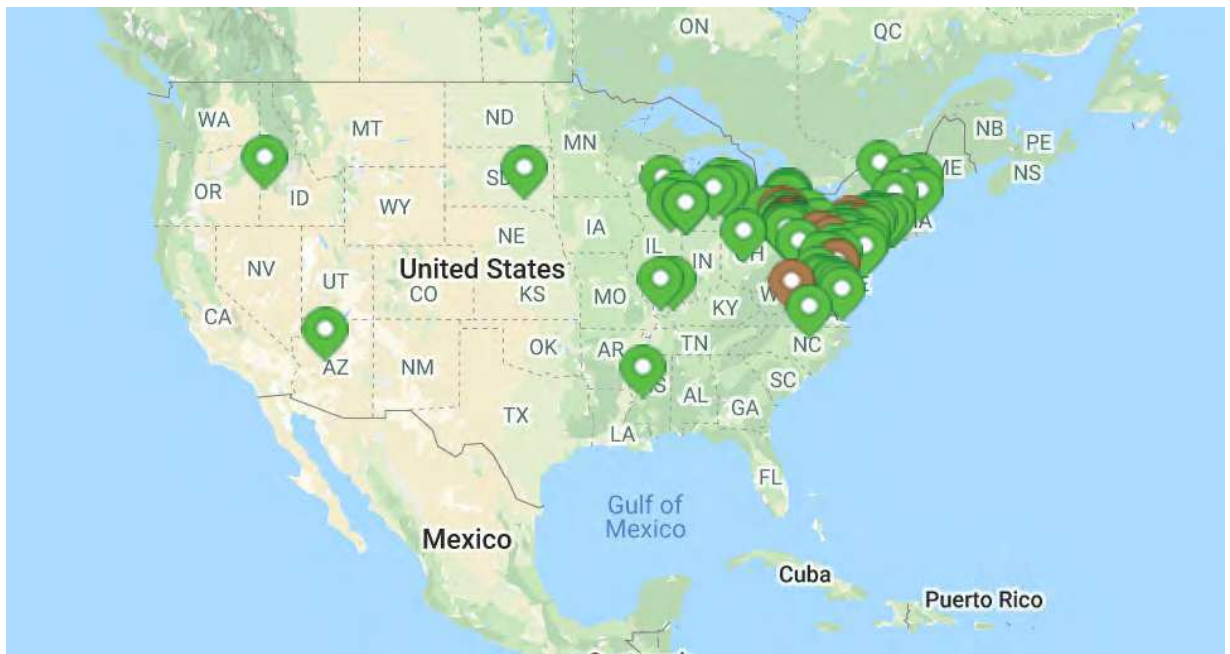 ON
QC
WA
MT
ND
MN
NB
PE
ME
NS
OR
ID
SD
WY
IA
NE
IL
IN
OH
NV
UT
United States
CO
KS
MO
KY
CA
OK
AR
TN
NC
AZ
NM
SC
TX
AL
GA
LA
FL
Gulf of
Mexico
Mexico
Cuba
Puerto Rico